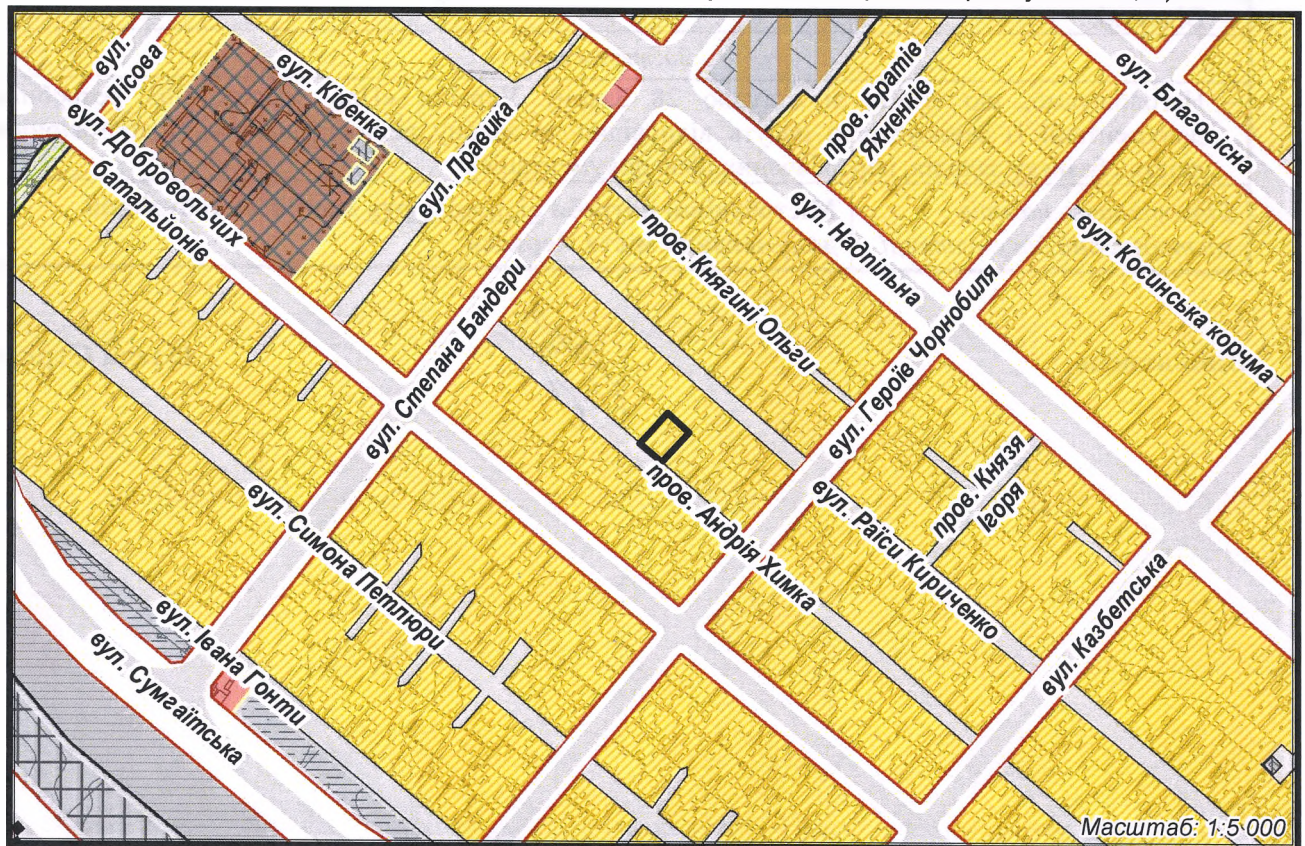 вул.
Лісова
вул. Кібенка
вул. Добровольчих
батальйонів
вул. Правика
пров. Братів
Яхненків
вул. Благовісна
вул. Надпільна
пров. Княгині Ольги
вул. Косинська корчма
вул. Степана Бандери
вул. Героїв Чорнобиля
пров. Князя
Ігоря
пров. Андрія Химка
вул. Раїси Кириченко
вул. Симона Петлюри
вул. Казбетська
вул. Івана Гонти
вул. Сумгаїтська
Масштаб: 1:5 000